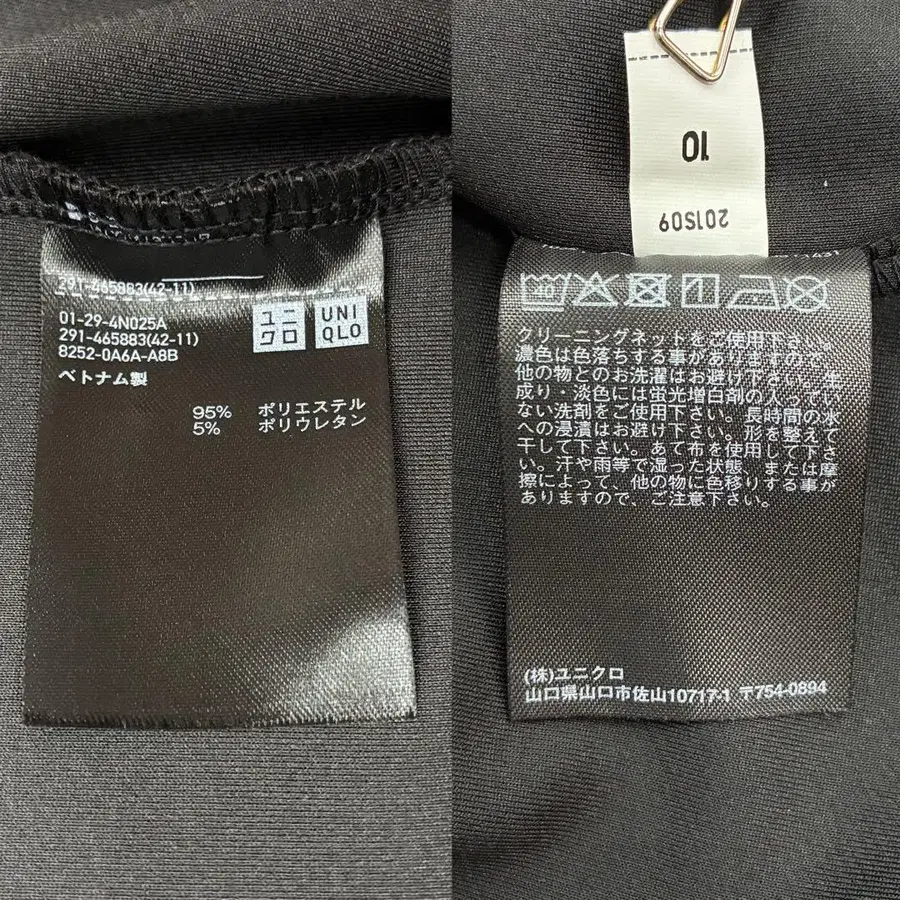 291-465883(42-11)
01-29-4N025A
291-465883(42-11)
8252-0A6A-A8B
ベトナム製
ユニクロ
UNIQLO
95% ポリエステル
5% ポリウレタン
10
201S09
クリーニングネットをご使用下さい。
濃色は色落ちする事がありますので、
他の物とのお洗濯はお避け下さい。生
成り・淡色には蛍光増白剤の入ってい
ない洗剤をご使用下さい。長時間の水
への浸漬はお避け下さい。形を整えて
干して下さい。あて布を使用して下さ
い。汗や雨等で湿った状態、または摩
擦によって、他の物に色移りする事が
ありますので、ご注意下さい。
(株)ユニクロ
山口県山口市佐山10717-1 〒754-0894